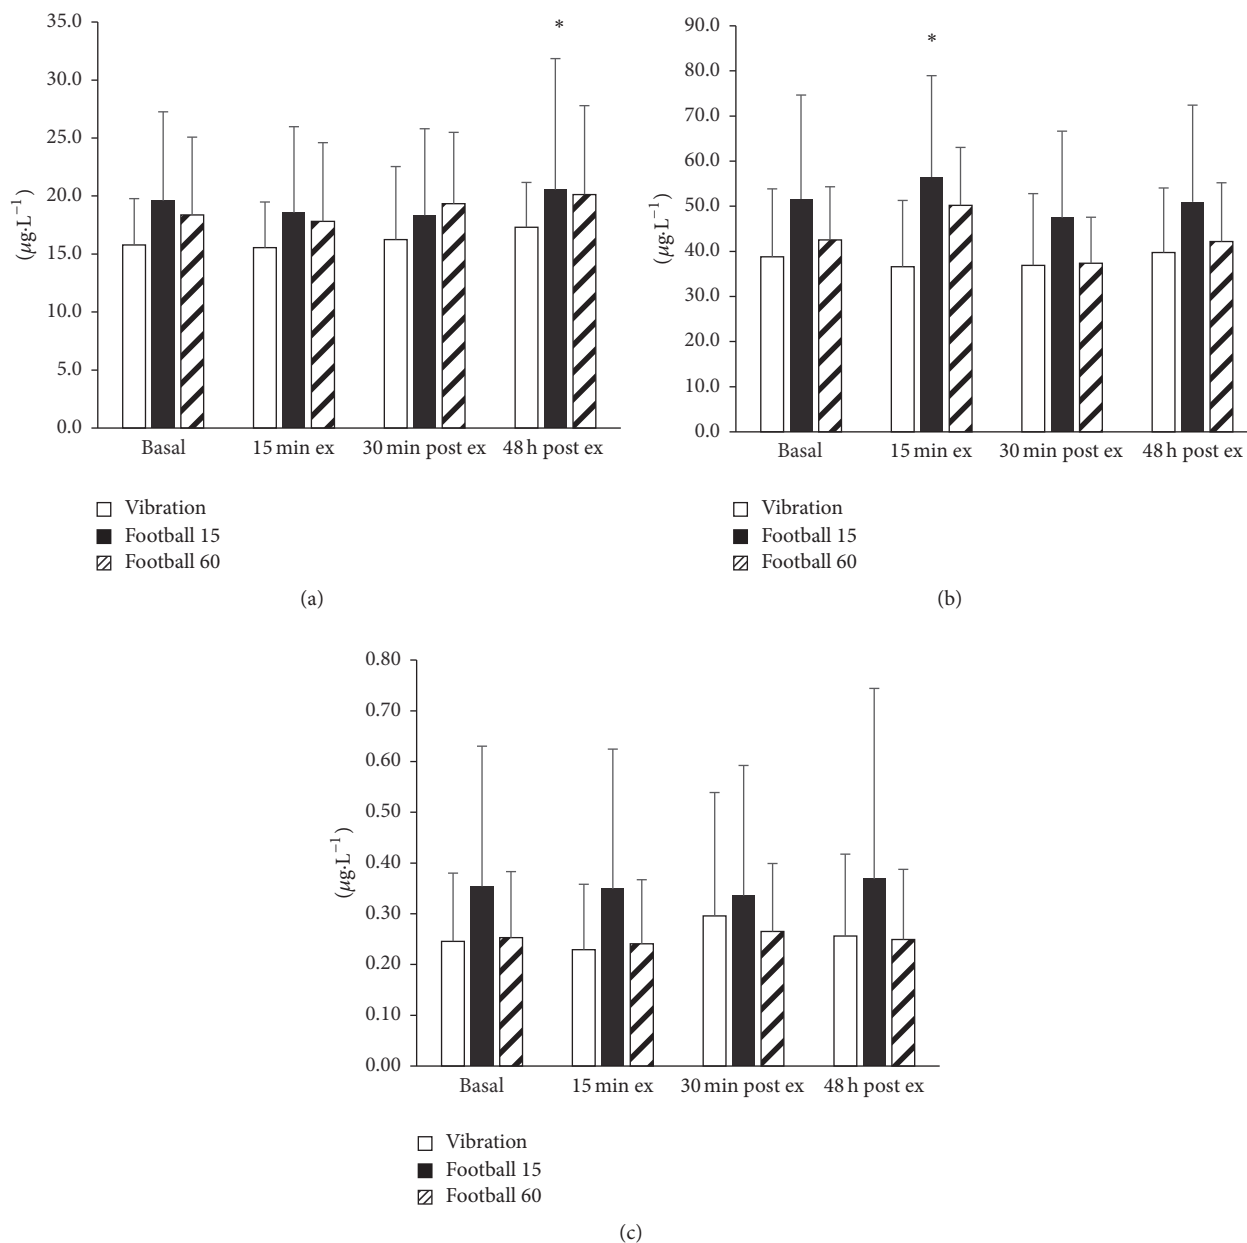 35.0
30.0
25.0
20.0
15.0
10.0
5.0
0.0
(μg·L⁻¹)
*
Basal 15 min ex 30 min post ex 48 h post ex
Vibration
Football 15
Football 60
(a)
90.0
80.0
70.0
60.0
50.0
40.0
30.0
20.0
10.0
0.0
(μg·L⁻¹)
*
Basal 15 min ex 30 min post ex 48 h post ex
Vibration
Football 15
Football 60
(b)
0.80
0.70
0.60
0.50
0.40
0.30
0.20
0.10
0.00
(μg·L⁻¹)
Basal 15 min ex 30 min post ex 48 h post ex
Vibration
Football 15
Football 60
(c)